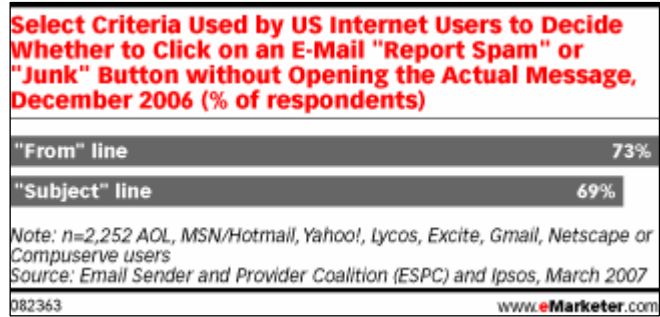 Select Criteria Used by US Internet Users to Decide
Whether to Click on an E-Mail "Report Spam" or
"Junk" Button without Opening the Actual Message,
December 2006 (% of respondents)
"From" line 73%
"Subject" line 69%
Note: n=2,252 AOL, MSN/Hotmail, Yahoo!, Lycos, Excite, Gmail, Netscape or
Compuserve users
Source: Email Sender and Provider Coalition (ESPC) and Ipsos, March 2007
082363 www.eMarketer.com